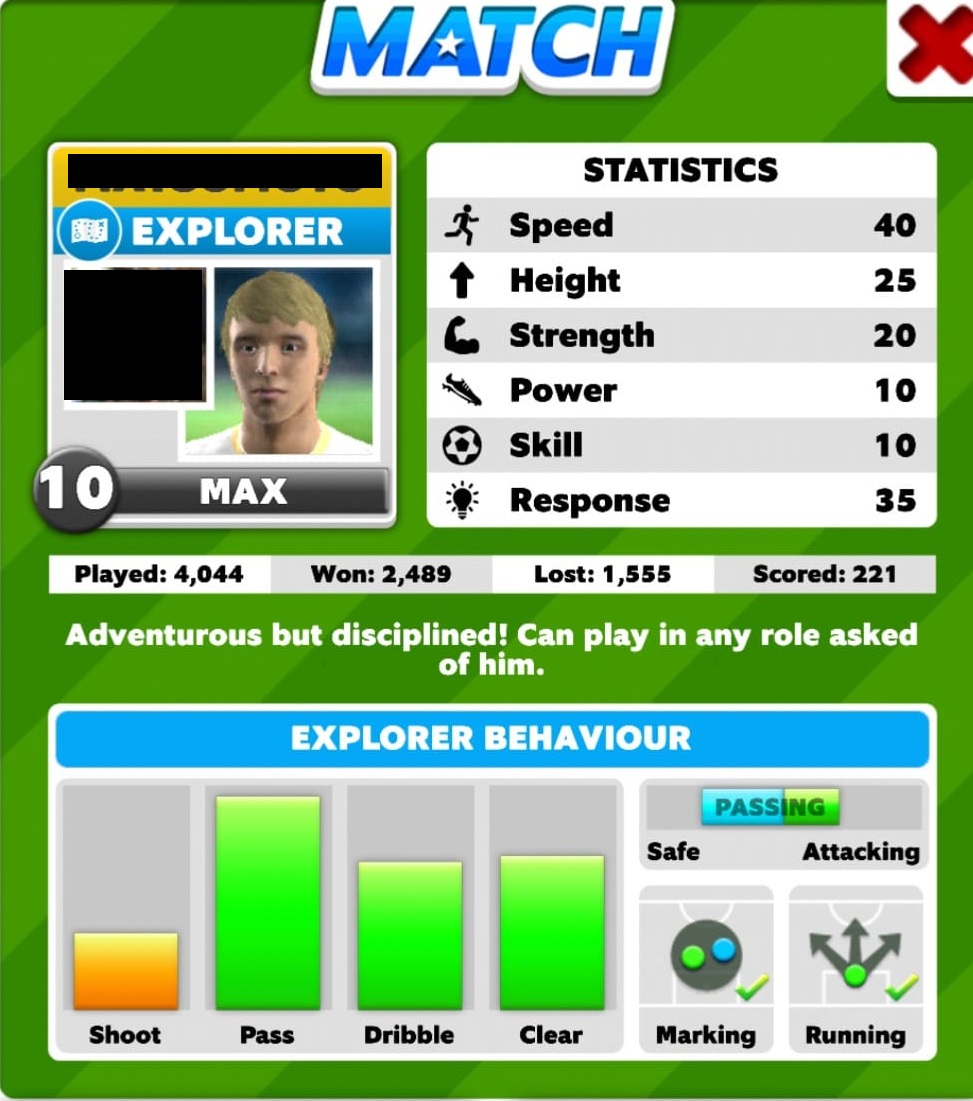 MATCH
EXPLORER
10 MAX
STATISTICS
Speed 40
Height 25
Strength 20
Power 10
Skill 10
Response 35
Played: 4,044 Won: 2,489 Lost: 1,555 Scored: 221
Adventurous but disciplined! Can play in any role asked
of him.
EXPLORER BEHAVIOUR
PASSING
Safe Attacking
Shoot Pass Dribble Clear
Marking Running